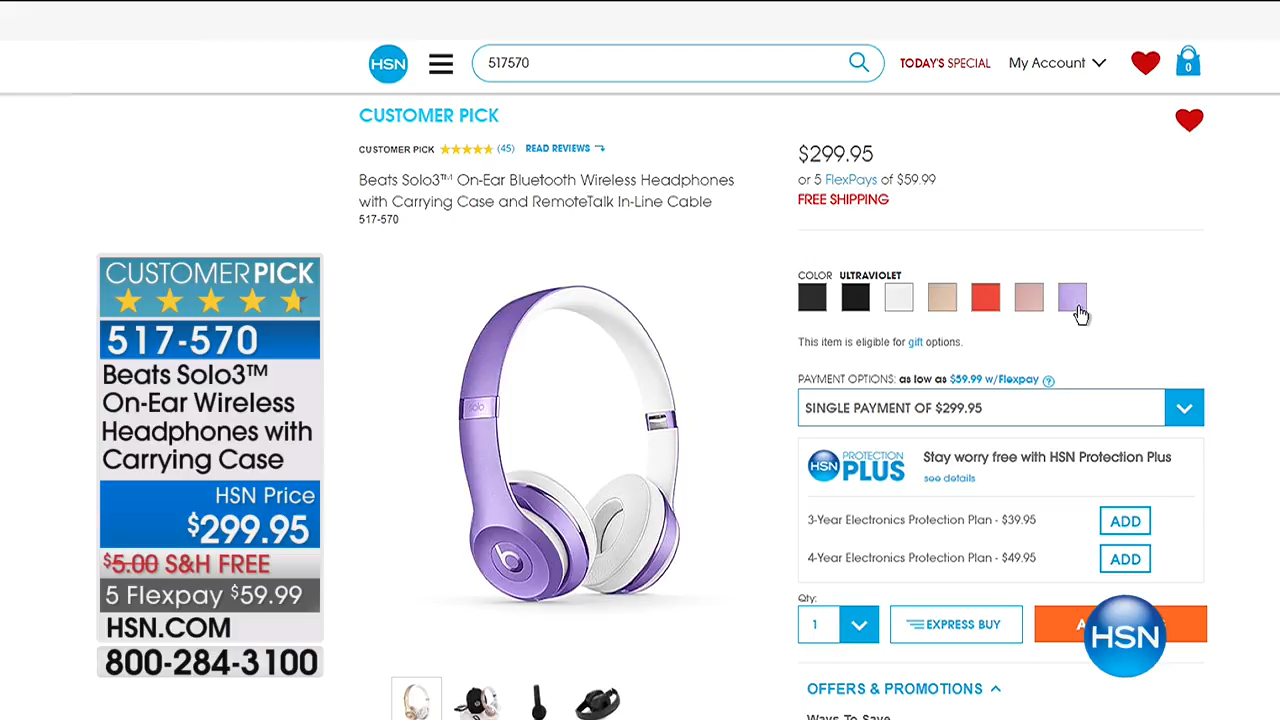 HSN
517570
TODAY'S SPECIAL
My Account
0
CUSTOMER PICK
CUSTOMER PICK (45) READ REVIEWS
Beats Solo3™ On-Ear Bluetooth Wireless Headphones
with Carrying Case and RemoteTalk In-Line Cable
517-570
$299.95
or 5 FlexPays of $59.99
FREE SHIPPING
CUSTOMERPICK
517-570
Beats Solo3™
On-Ear Wireless
Headphones with
Carrying Case
HSN Price
$299.95
$5.00 S&H FREE
5 Flexpay $59.99
HSN.COM
800-284-3100
solo
b
COLOR ULTRAVIOLET
This item is eligible for gift options.
PAYMENT OPTIONS: as low as $59.99 w/Flexpay ?
SINGLE PAYMENT OF $299.95
HSN PROTECTION PLUS
Stay worry free with HSN Protection Plus
see details
3-Year Electronics Protection Plan - $39.95 ADD
4-Year Electronics Protection Plan - $49.95 ADD
Qty:
1
EXPRESS BUY
HSN
OFFERS & PROMOTIONS
Ways To Save